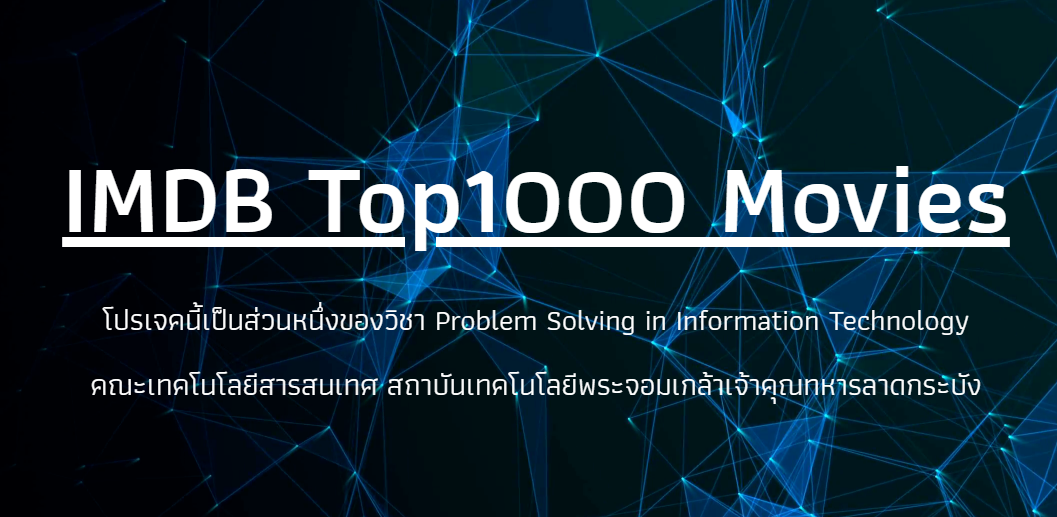 IMDB Top1000 Movies
โปรเจคนี้เป็นส่วนหนึ่งของวิชา Problem Solving in Information Technology
คณะเทคโนโลยีสารสนเทศ สถาบันเทคโนโลยีพระจอมเกล้าเจ้าคุณทหารลาดกระบัง